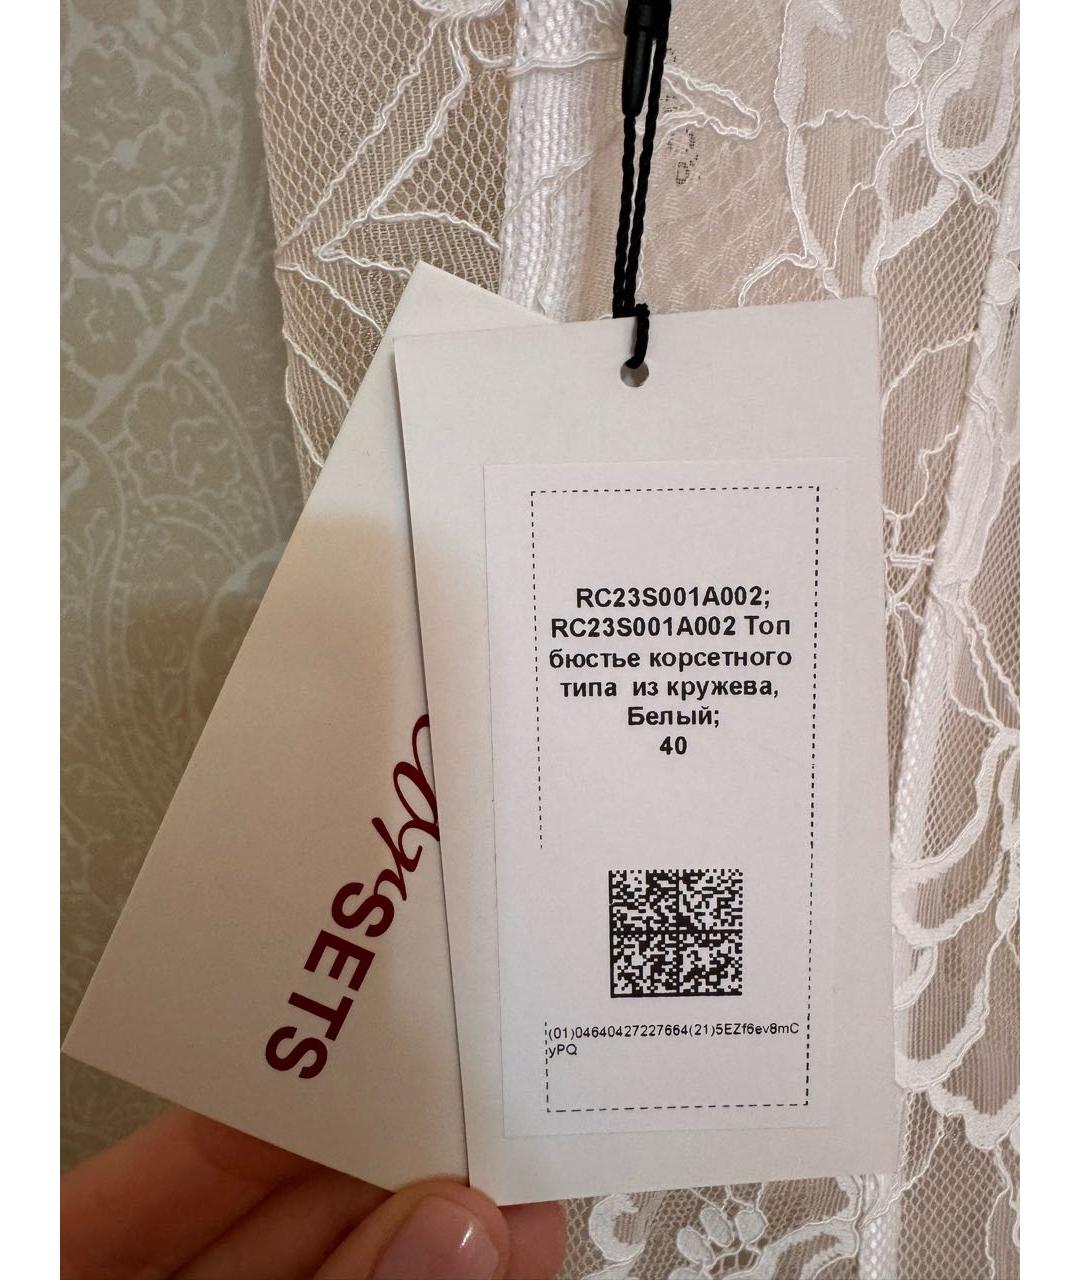 RC23S001A002;
RC23S001A002 Топ
бюстье корсетного
типа из кружева,
Белый;
40
(01)04640427227664(21)5EZf6ev8mC
yPQ
SETS